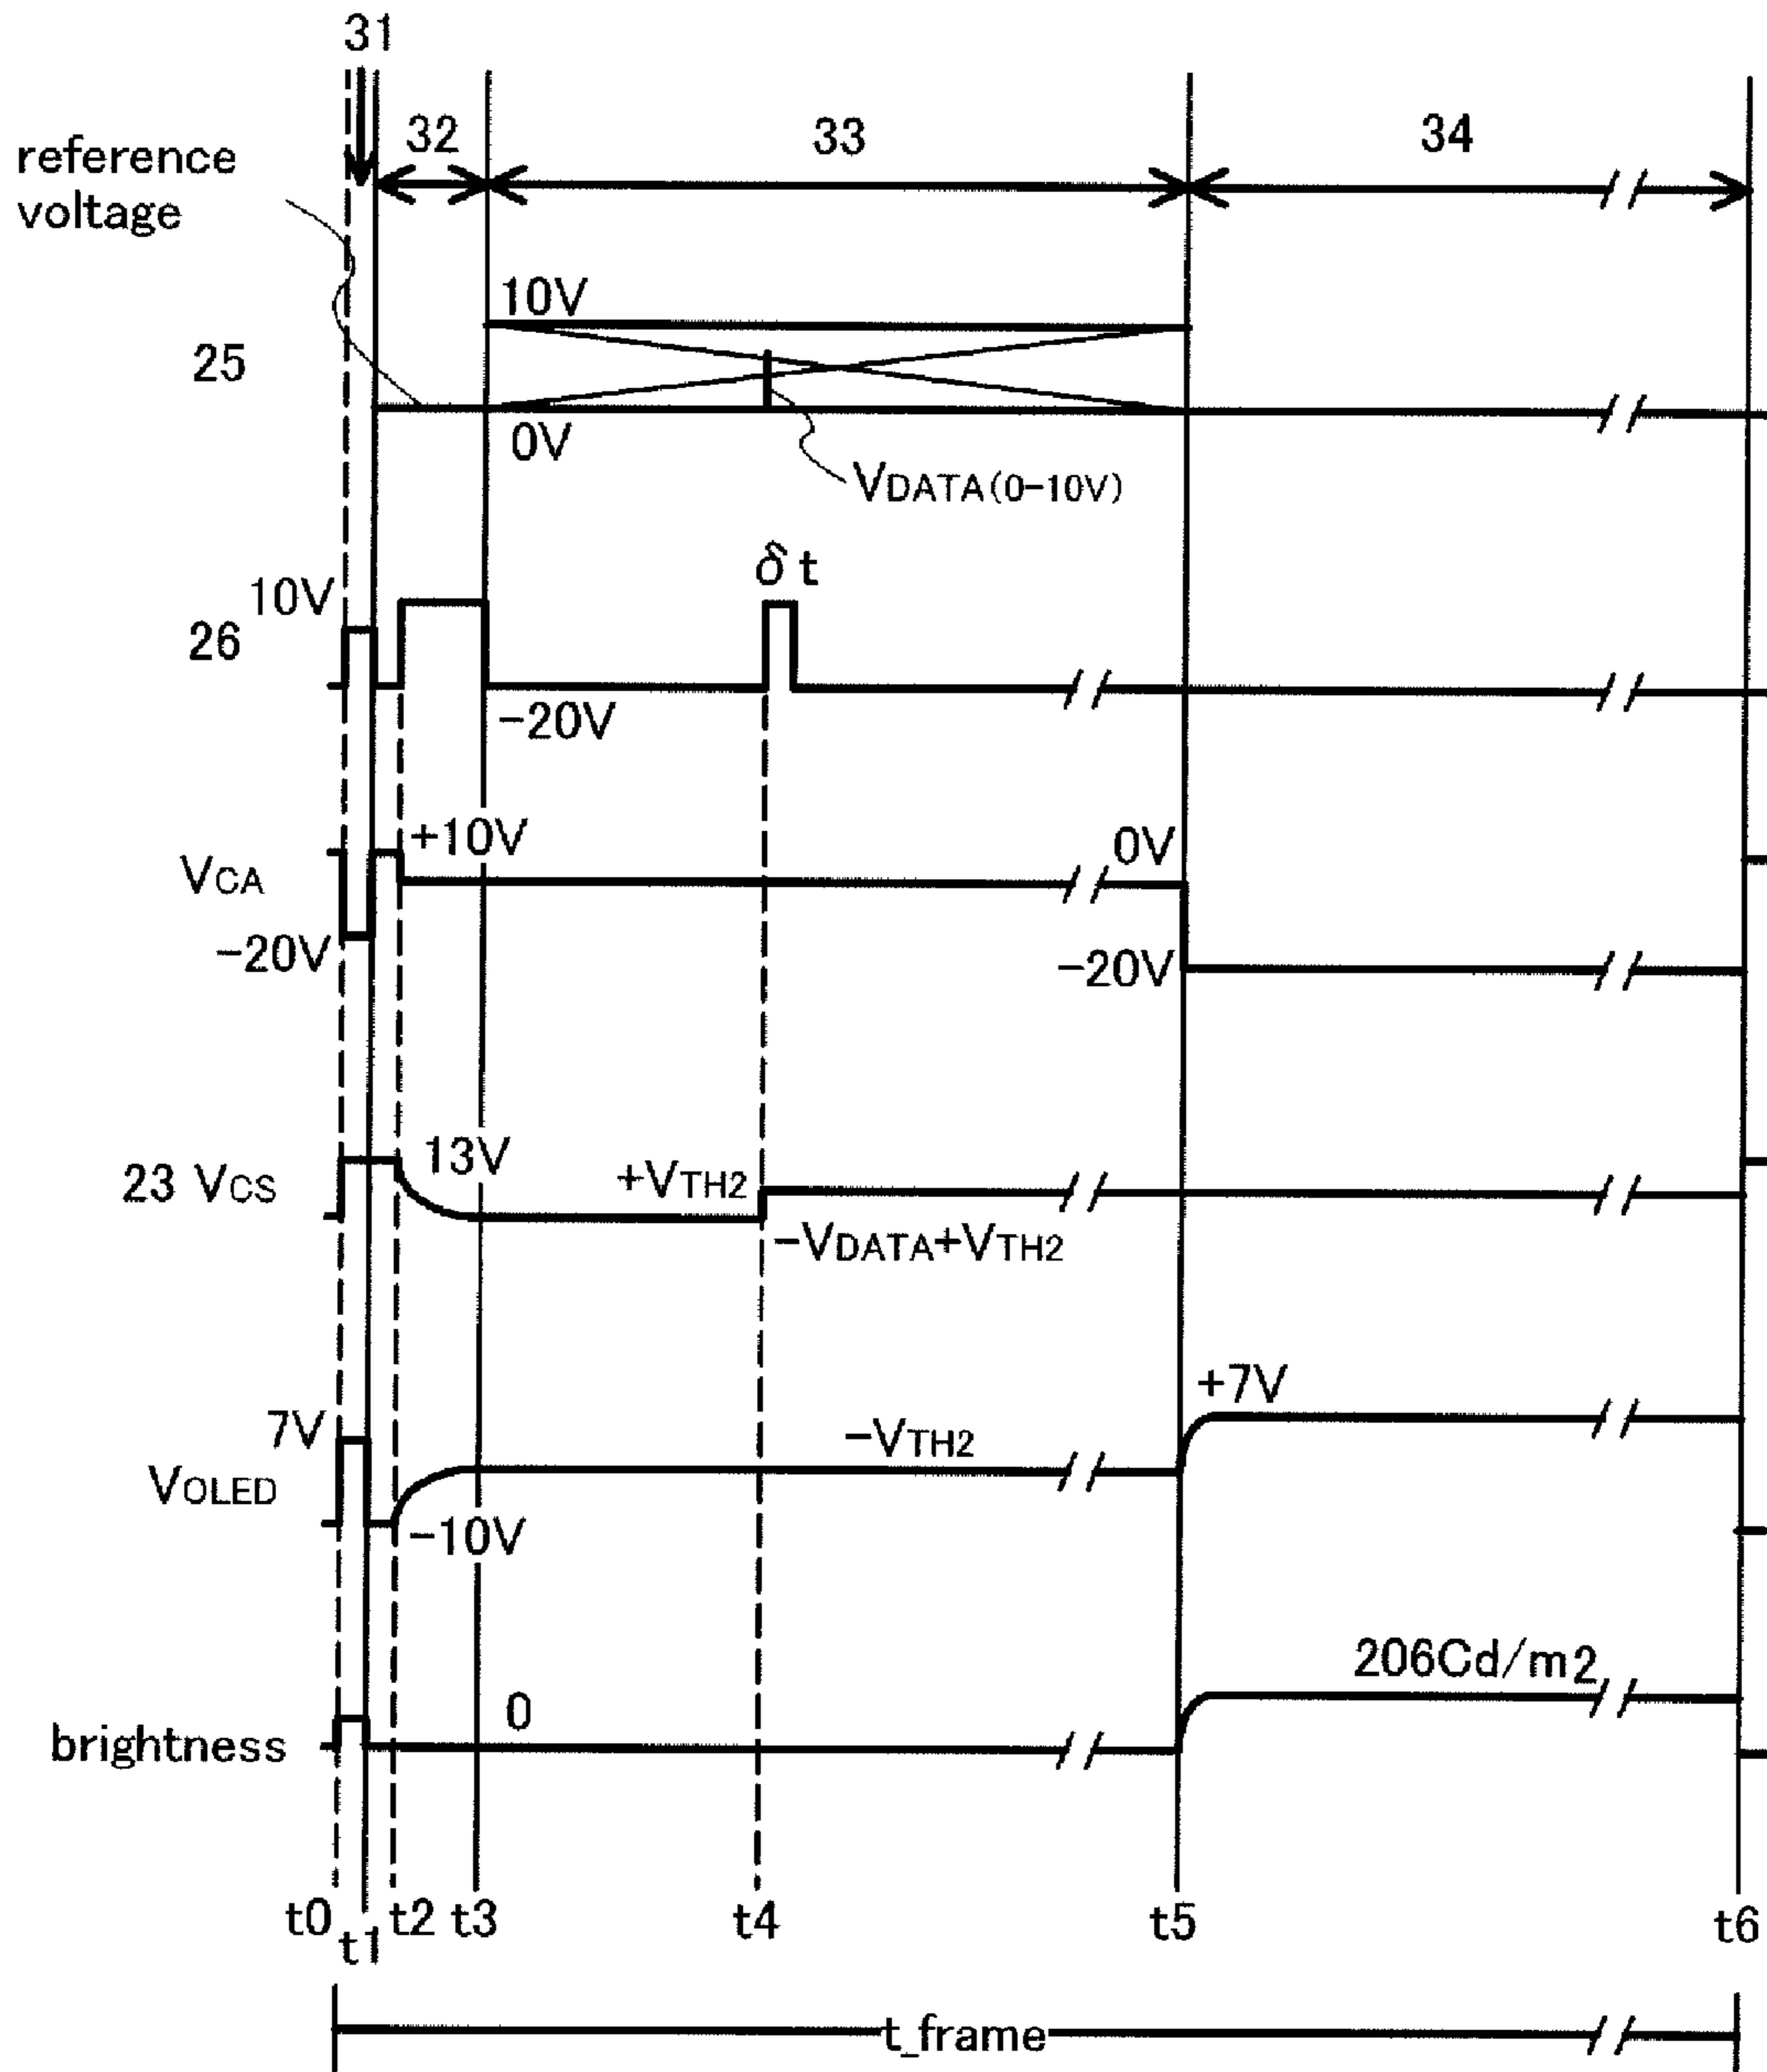 31
32
33
34
reference
voltage
10V
25
0V
VDATA(0-10V)
δt
10V
26
-20V
+10V
0V
VCA
-20V
-20V
13V
+VTH2
23 VCS
-VDATA+VTH2
+7V
7V
-VTH2
VOLED
-10V
206Cd/m2
0
brightness
t0
t1
t2
t3
t4
t5
t6
t_frame